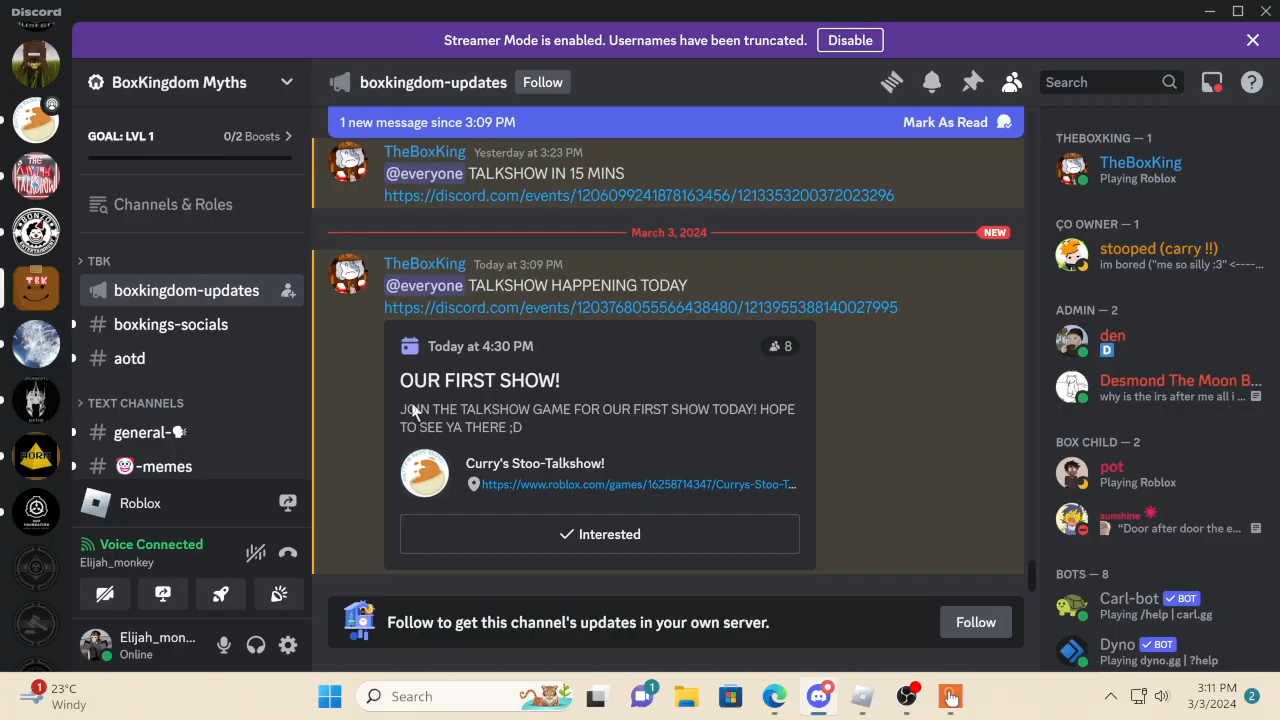 Discord
Streamer Mode is enabled. Usernames have been truncated.
Disable
BoxKingdom Myths
boxkingdom-updates
Follow
Search
GOAL: LVL 1
0/2 Boosts
Channels & Roles
TBK
boxkingdom-updates
boxkings-socials
aotd
TEXT CHANNELS
general-🗣
🤡-memes
Roblox
Voice Connected
Elijah_monkey
Elijah_mon...
Online
1 new message since 3:09 PM
Mark As Read
TheBoxKing Yesterday at 3:23 PM
@everyone TALKSHOW IN 15 MINS
https://discord.com/events/1206099241878163456/1213353200372023296
March 3, 2024
NEW
TheBoxKing Today at 3:09 PM
@everyone TALKSHOW HAPPENING TODAY
https://discord.com/events/1203768055566438480/1213955388140027995
Today at 4:30 PM
8
OUR FIRST SHOW!
JOIN THE TALKSHOW GAME FOR OUR FIRST SHOW TODAY! HOPE
TO SEE YA THERE ;D
Curry's Stoo-Talkshow!
https://www.roblox.com/games/16258714347/Currys-Stoo-T...
Interested
Follow to get this channel's updates in your own server.
Follow
THEBOXKING — 1
TheBoxKing
Playing Roblox
ÇO OWNER — 1
stooped (carry !!)
im bored ("me so silly :3" <----...
ADMIN — 2
den
D
Desmond The Moon B...
why is the irs after me all i ...
BOX CHILD — 2
pot
Playing Roblox
sunshine
"Door after door the e...
BOTS — 8
Carl-bot BOT
Playing /help | carl.gg
Dyno BOT
Playing dyno.gg | ?help
TBK
1
23°C
Windy
Search
1
3:11 PM
3/3/2024
2